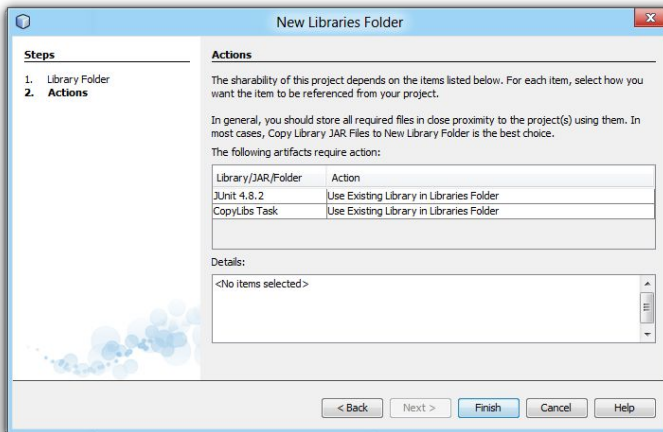 New Libraries Folder
Steps
1. Library Folder
2. Actions
Actions
The sharability of this project depends on the items listed below. For each item, select how you
want the item to be referenced from your project.
In general, you should store all required files in close proximity to the project(s) using them. In
most cases, Copy Library JAR Files to New Library Folder is the best choice.
The following artifacts require action:
Library/JAR/Folder Action
JUnit 4.8.2 Use Existing Library in Libraries Folder
CopyLibs Task Use Existing Library in Libraries Folder
Details:
<No items selected>
< Back Next > Finish Cancel Help